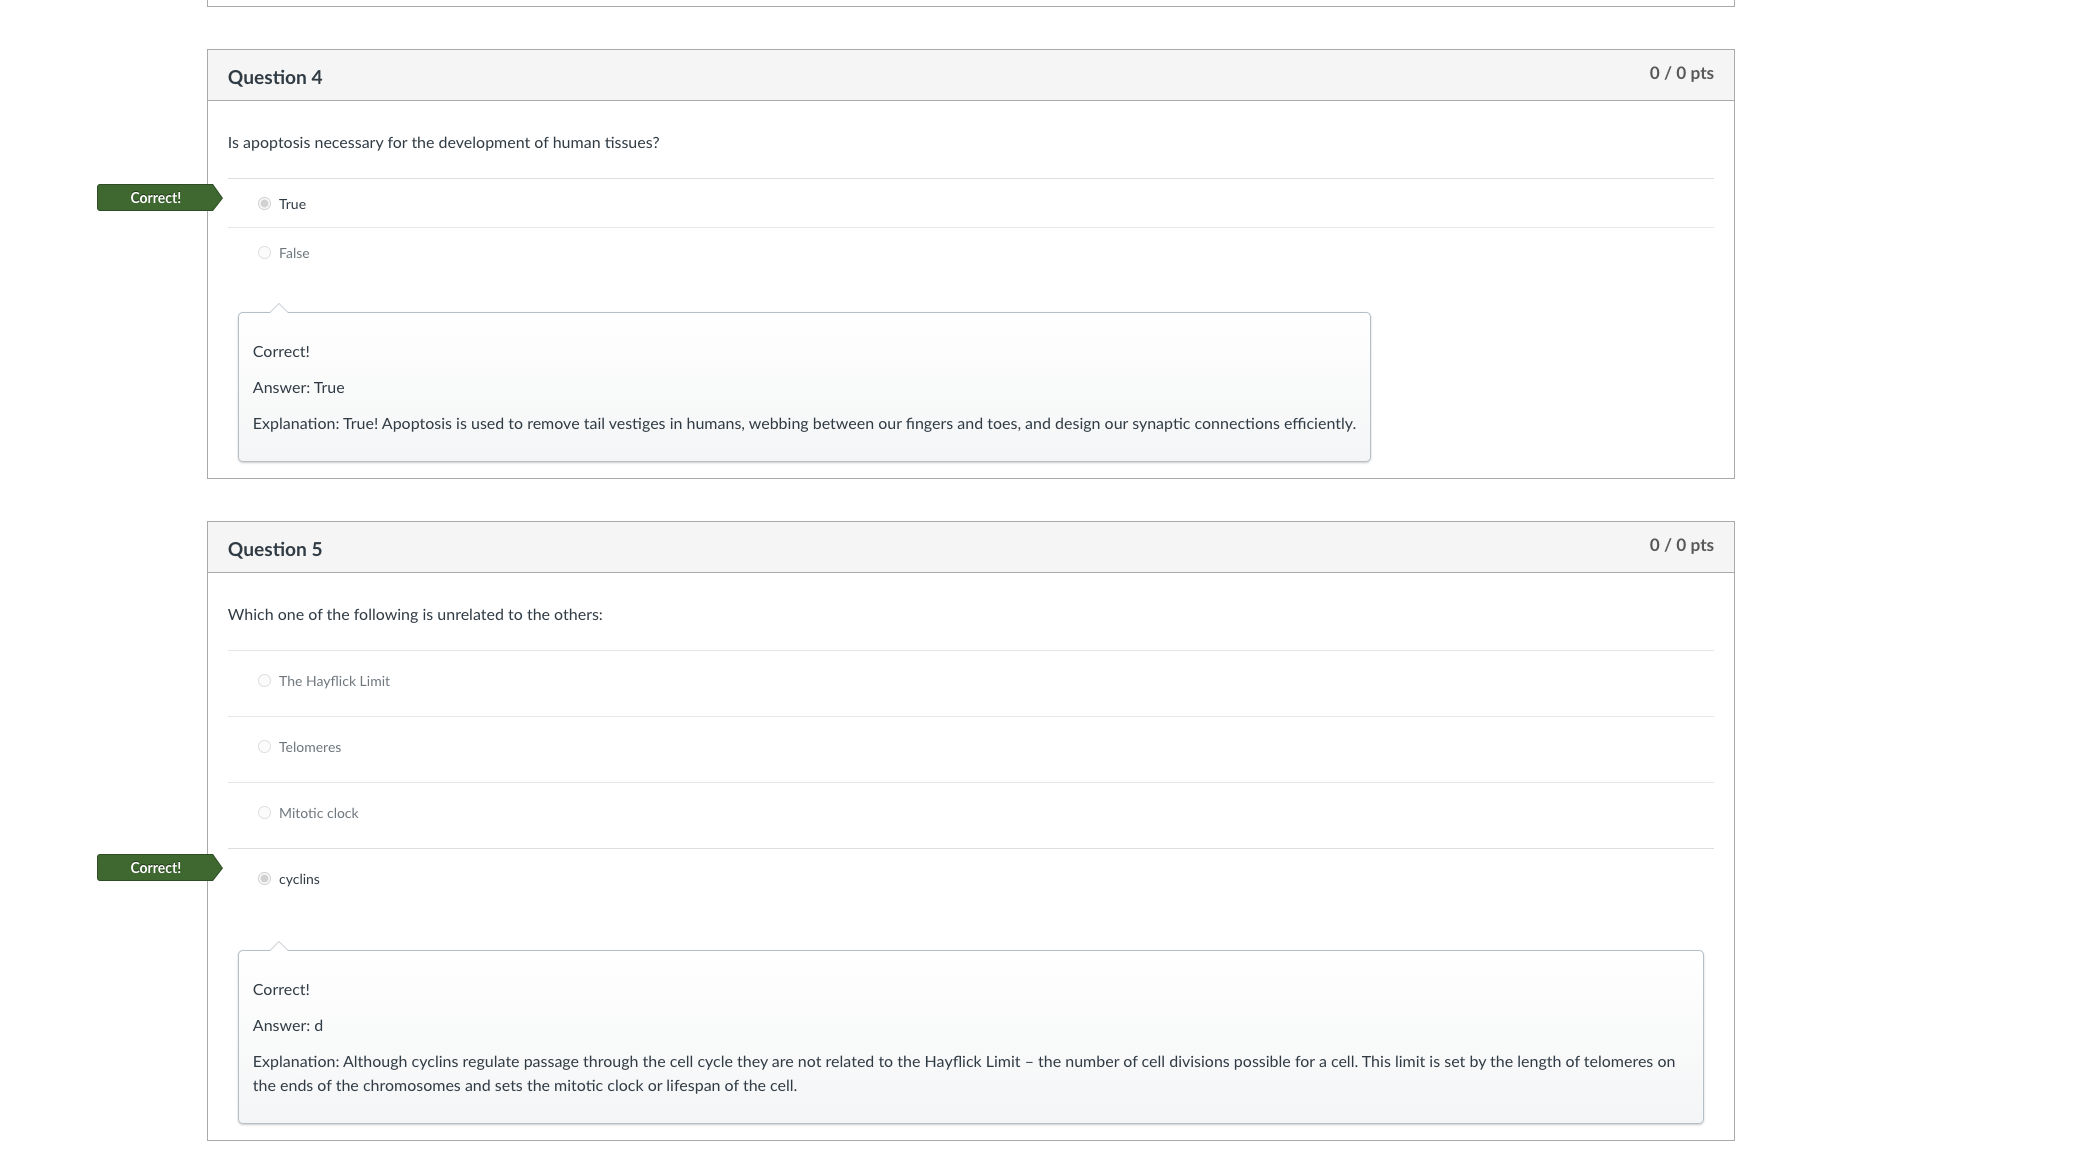 Question 4
0 / 0 pts
Is apoptosis necessary for the development of human tissues?
Correct!
True
False
Correct!
Answer: True
Explanation: True! Apoptosis is used to remove tail vestiges in humans, webbing between our fingers and toes, and design our synaptic connections efficiently.
Question 5
0 / 0 pts
Which one of the following is unrelated to the others:
The Hayflick Limit
Telomeres
Mitotic clock
Correct!
cyclins
Correct!
Answer: d
Explanation: Although cyclins regulate passage through the cell cycle they are not related to the Hayflick Limit – the number of cell divisions possible for a cell. This limit is set by the length of telomeres on
the ends of the chromosomes and sets the mitotic clock or lifespan of the cell.